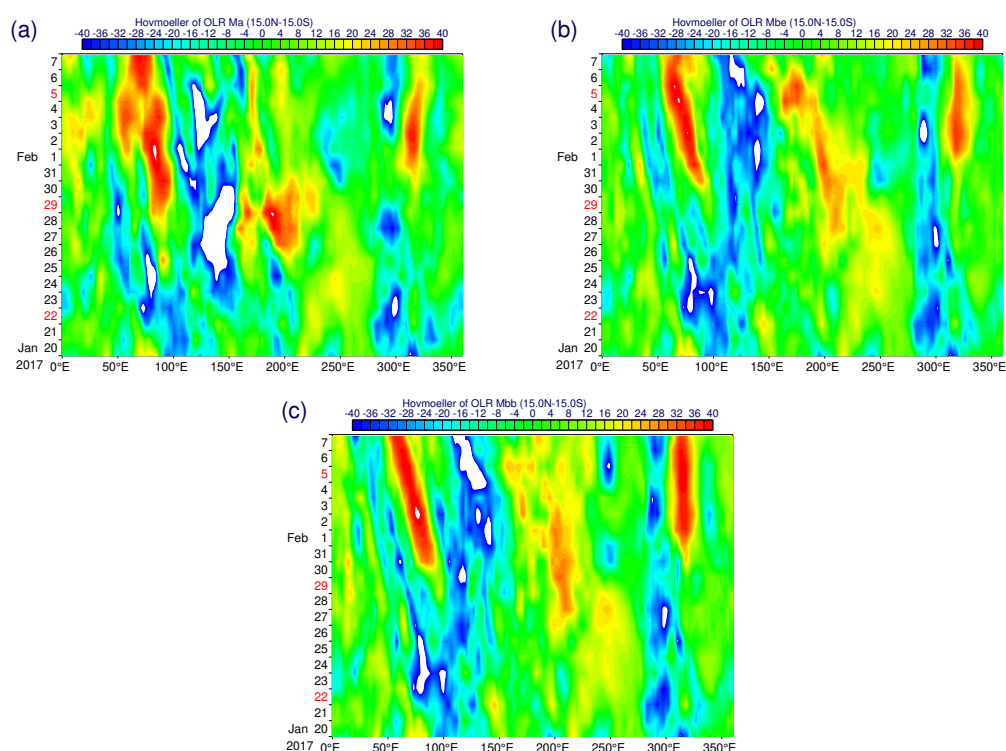 (a)
Hovmoeller of OLR Ma (15.0N-15.0S)
-40 -36 -32 -28 -24 -20 -16 -12 -8 -4 0 4 8 12 16 20 24 28 32 36 40
7
6
5
4
3
2
Feb 1
31
30
29
28
27
26
25
24
23
22
21
Jan 20
2017 0°E 50°E 100°E 150°E 200°E 250°E 300°E 350°E
(b)
Hovmoeller of OLR Mbe (15.0N-15.0S)
-40 -36 -32 -28 -24 -20 -16 -12 -8 -4 0 4 8 12 16 20 24 28 32 36 40
7
6
5
4
3
2
Feb 1
31
30
29
28
27
26
25
24
23
22
21
Jan 20
2017 0°E 50°E 100°E 150°E 200°E 250°E 300°E 350°E
(c)
Hovmoeller of OLR Mbb (15.0N-15.0S)
-40 -36 -32 -28 -24 -20 -16 -12 -8 -4 0 4 8 12 16 20 24 28 32 36 40
7
6
5
4
3
2
Feb 1
31
30
29
28
27
26
25
24
23
22
21
Jan 20
2017 0°E 50°E 100°E 150°E 200°E 250°E 300°E 350°E